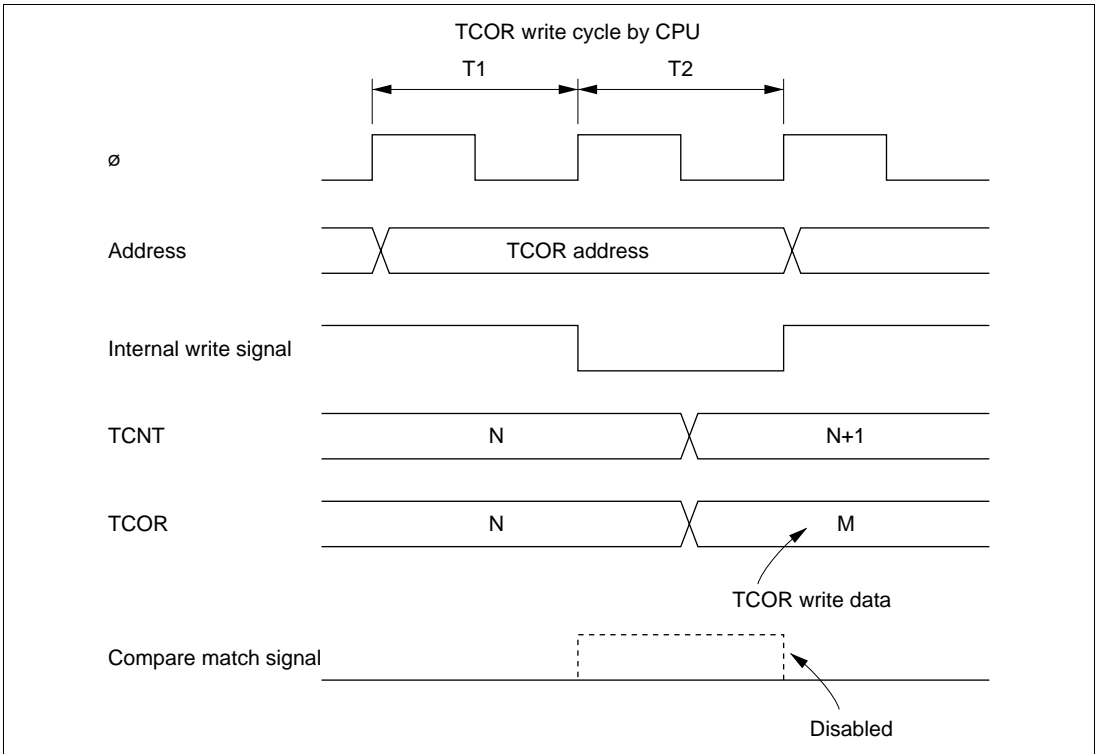 TCOR write cycle by CPU
T1 T2
ø
Address TCOR address
Internal write signal
TCNT N N+1
TCOR N M
TCOR write data
Compare match signal
Disabled